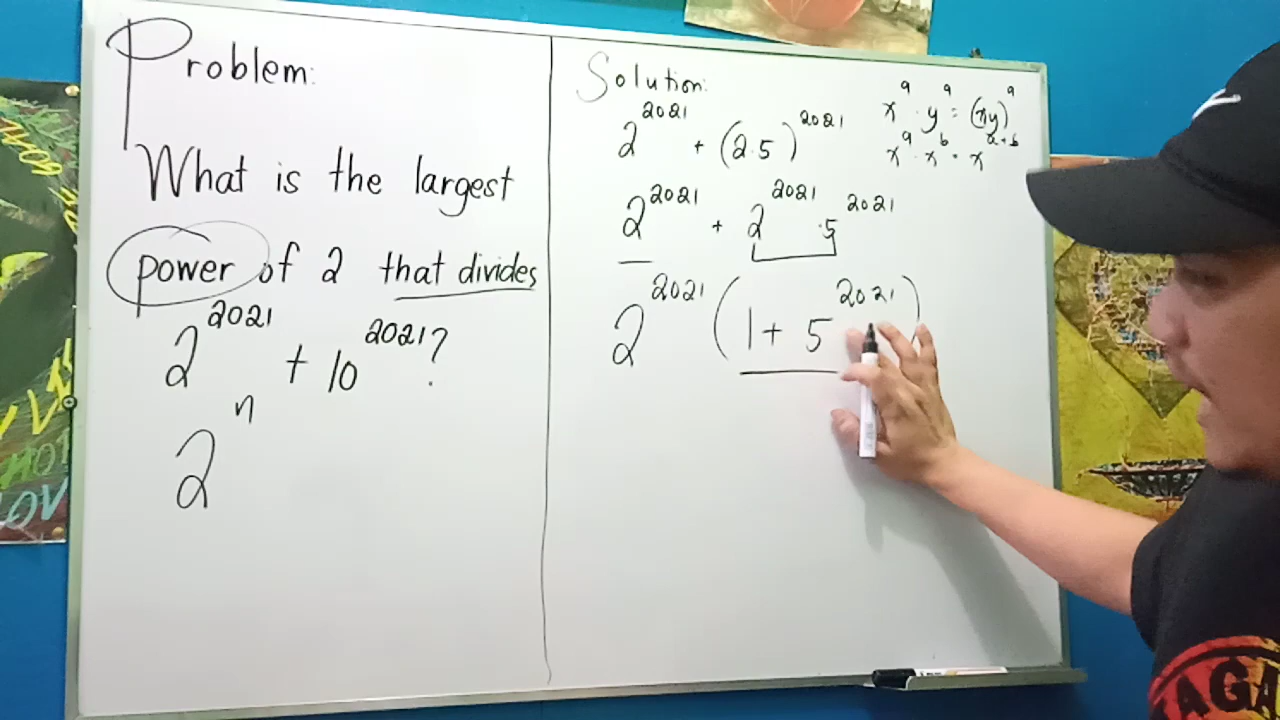 Problem:
What is the largest
power of 2 that divides
2^2021 + 10^2021?
2^n
Solution:
2^2021 + (2·5)^2021
2^2021 + 2^2021 · 5^2021
2^2021 (1 + 5^2021)
x^a · y^a = (xy)^a
x^a · x^b = x^a+b
AGA